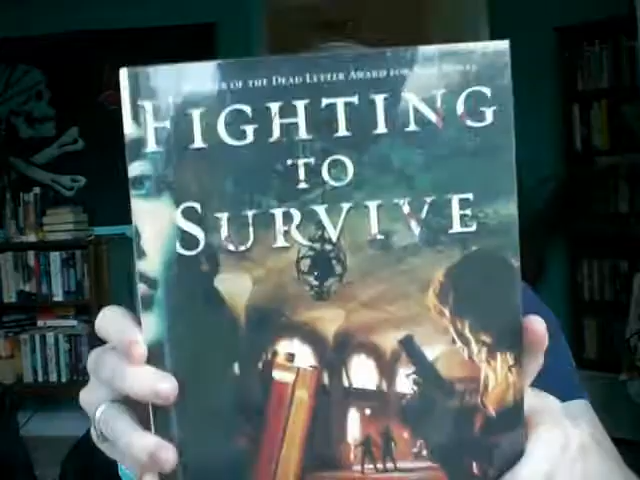 OF THE DEAD LETTER AWARD FOR
FIGHTING
TO
SURVIVE